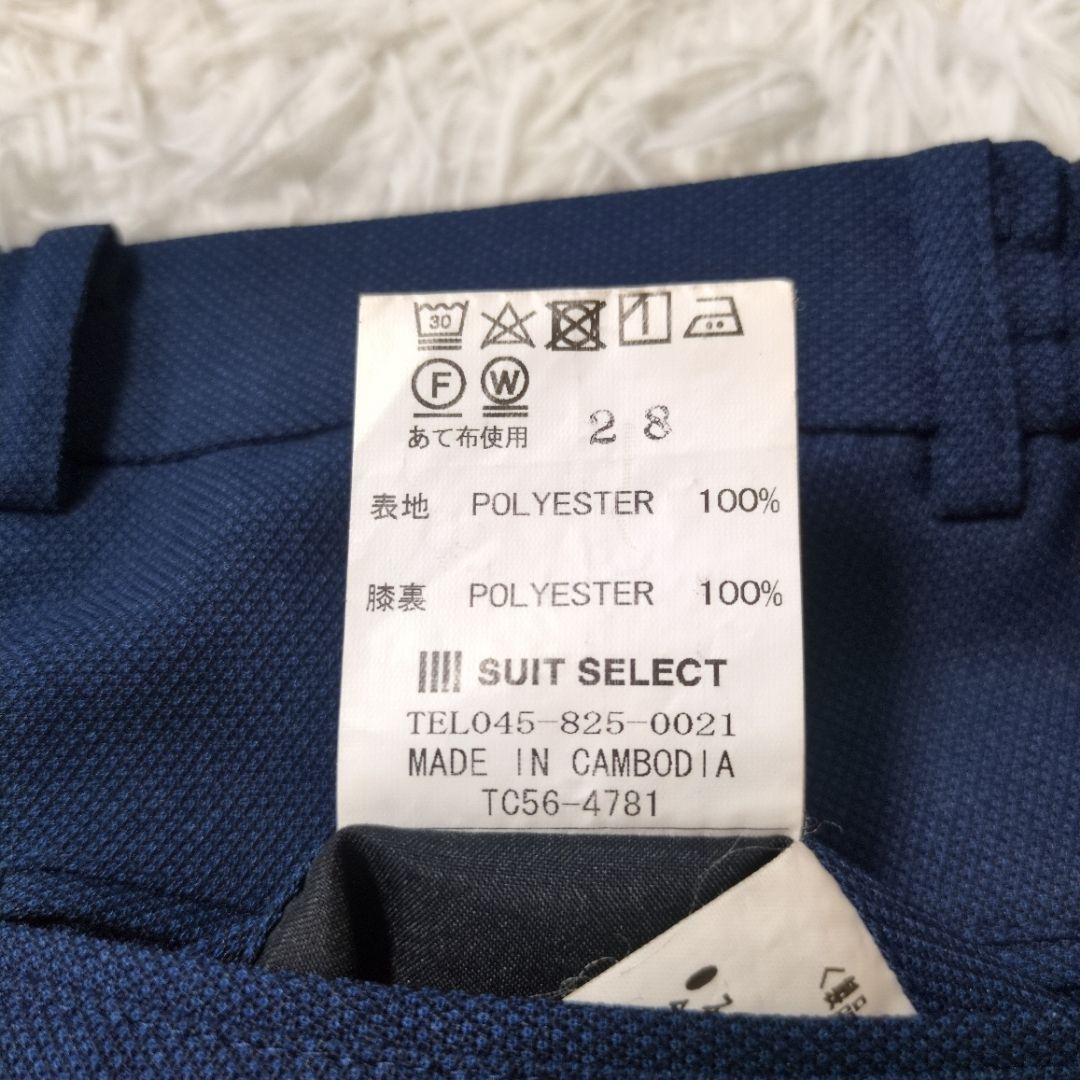 30
F W
あて布使用 28
表地 POLYESTER 100%
膝裏 POLYESTER 100%
SUIT SELECT
TEL045-825-0021
MADE IN CAMBODIA
TC56-4781